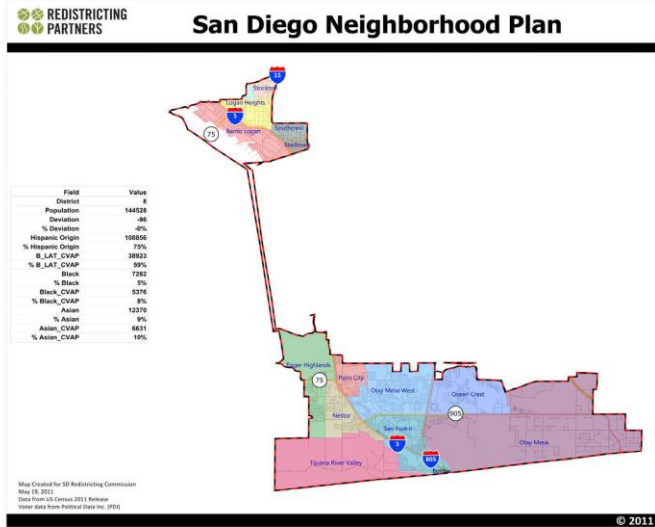 REDISTRICTING
PARTNERS
San Diego Neighborhood Plan
15
Stockton
Logan Heights
5
Barrio Logan
75
Southcrest
Shelltown
Field Value
District 8
Population 144528
Deviation -96
% Deviation -0%
Hispanic Origin 108856
% Hispanic Origin 75%
B_LAT_CVAP 38923
% B_LAT_CVAP 59%
Black 7282
% Black 5%
Black_CVAP 5376
% Black_CVAP 8%
Asian 12370
% Asian 9%
Asian_CVAP 6631
% Asian_CVAP 10%
Egger Highlands
75
Palm City
Otay Mesa West
Ocean Crest
Nestor
905
San Ysidro
Otay Mesa
5
Tijuana River Valley
805
Border
Map Created for SD Redistricting Commission
May 19, 2011
Data from US Census 2011 Release
Voter data from Political Data Inc. (PDI)
© 2011